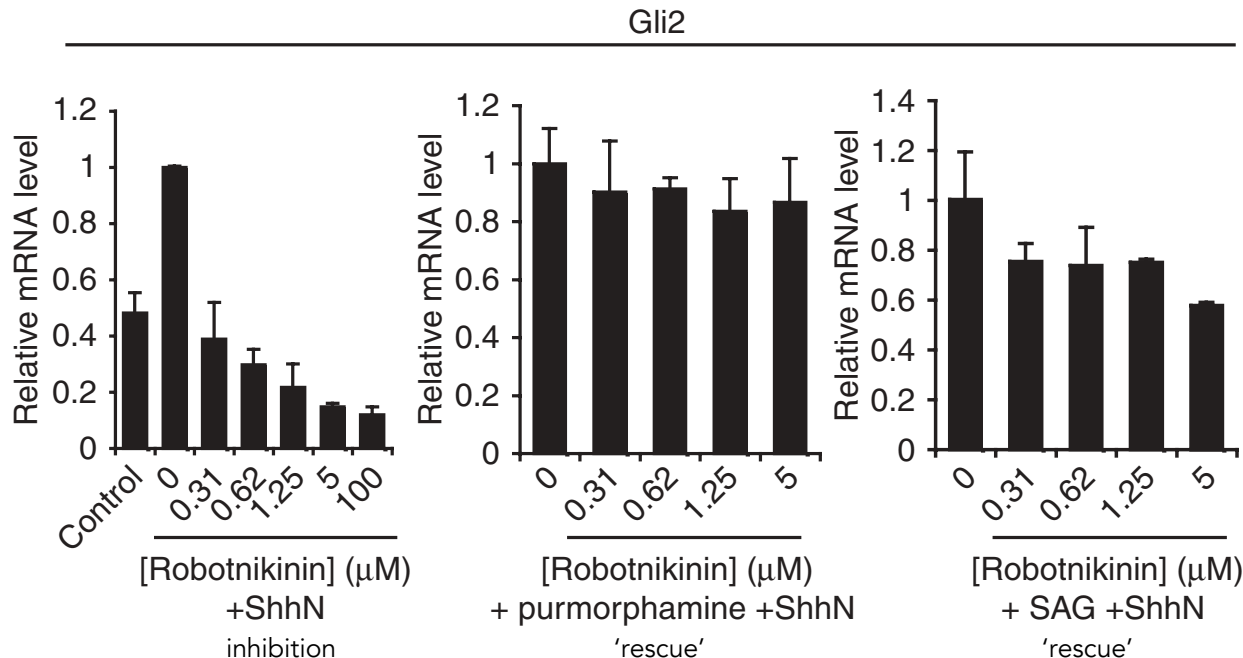 Gli2
Relative mRNA level
1.2
1
0.8
0.6
0.4
0.2
0
Control
0
0.31
0.62
1.25
5
100
[Robotnikinin] (μM)
+ShhN
inhibition
Relative mRNA level
1.2
1
0.8
0.6
0.4
0.2
0
0
0.31
0.62
1.25
5
[Robotnikinin] (μM)
+ purmorphamine +ShhN
'rescue'
Relative mRNA level
1.4
1.2
1
0.8
0.6
0.4
0.2
0
0
0.31
0.62
1.25
5
[Robotnikinin] (μM)
+ SAG +ShhN
'rescue'